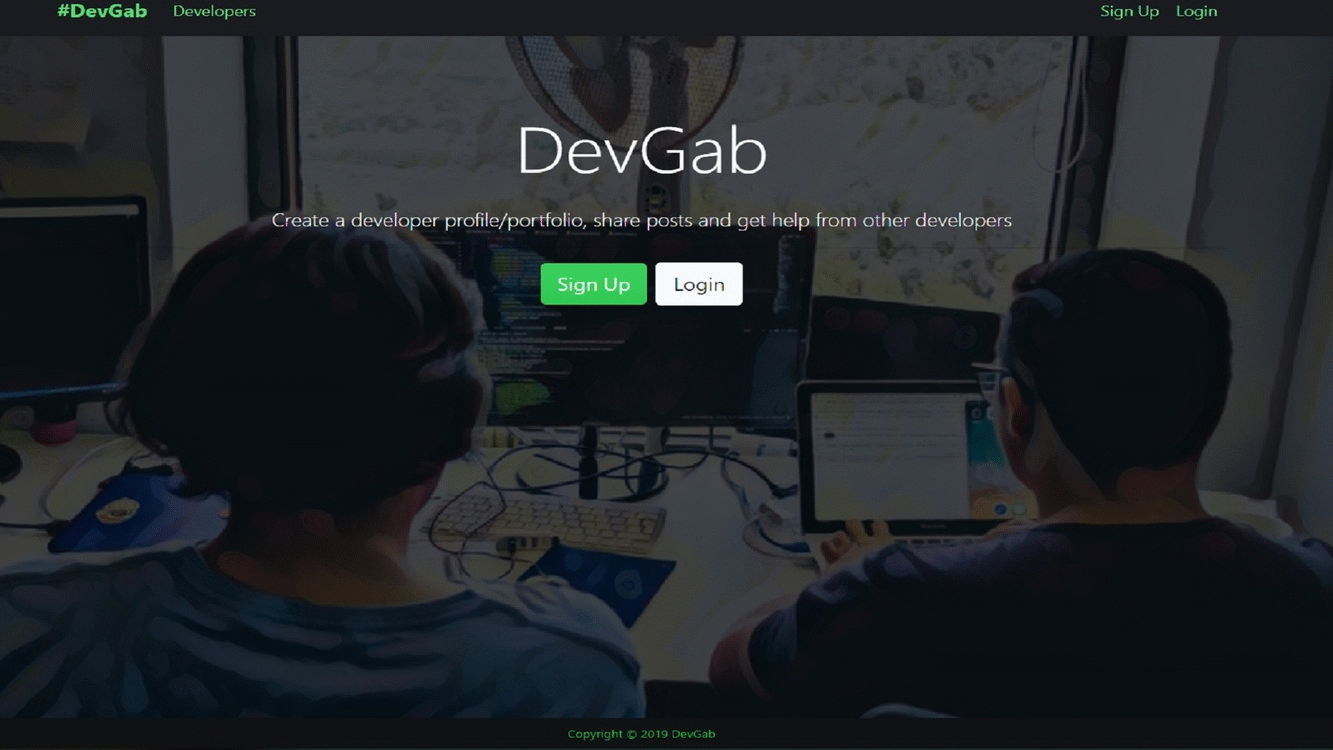 #DevGab Developers Sign Up Login
DevGab
Create a developer profile/portfolio, share posts and get help from other developers
Sign Up Login
Copyright © 2019 DevGab